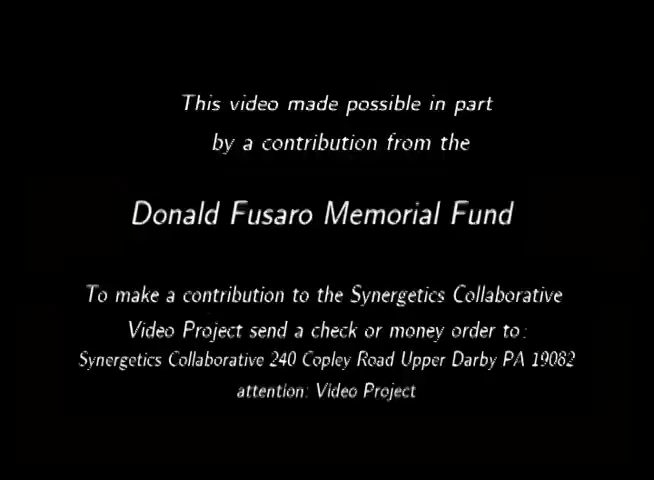 This video made possible in part
by a contribution from the
Donald Fusaro Memorial Fund
To make a contribution to the Synergetics Collaborative
Video Project send a check or money order to:
Synergetics Collaborative 240 Copley Road Upper Darby PA 19082
attention: Video Project